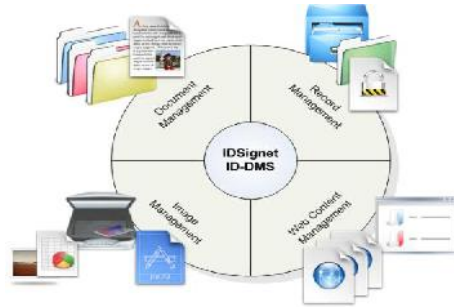 Document
Management
Record
Management
IDSignet
ID-DMS
Image
Management
Web Content
Management